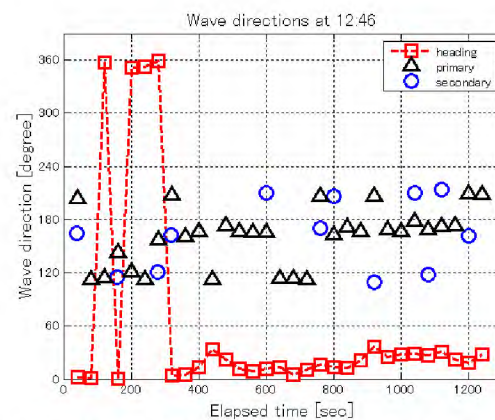 Wave directions at 12:46
heading
primary
secondary
Wave direction [degree]
360
300
240
180
120
60
0
0
200
400
600
800
1000
1200
Elapsed time [sec]